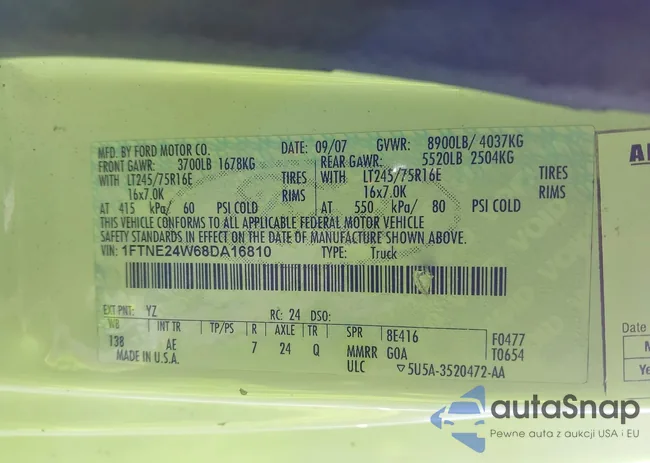 MFD. BY FORD MOTOR CO. DATE: 09/07 GVWR: 8900LB/ 4037KG
FRONT GAWR: 3700LB 1678KG REAR GAWR: 5520LB 2504KG
WITH LT245/75R16E TIRES WITH LT245/75R16E TIRES
16x7.0K RIMS 16x7.0K RIMS
AT 415 kPa/ 60 PSI COLD AT 550 kPa/ 80 PSI COLD
THIS VEHICLE CONFORMS TO ALL APPLICABLE FEDERAL MOTOR VEHICLE
SAFETY STANDARDS IN EFFECT ON THE DATE OF MANUFACTURE SHOWN ABOVE.
VIN: 1FTNE24W68DA16810 TYPE: Truck
EXT PNT: YZ RC: 24 DSO:
WB INT TR TP/PS R AXLE TR SPR 8E416 F0477
138 AE 7 24 Q MMRR GOA T0654
MADE IN U.S.A. ULC ▽5U5A-3520472-AA
Date
Ye
autaSnap
Pewne auta z aukcji USA i EU